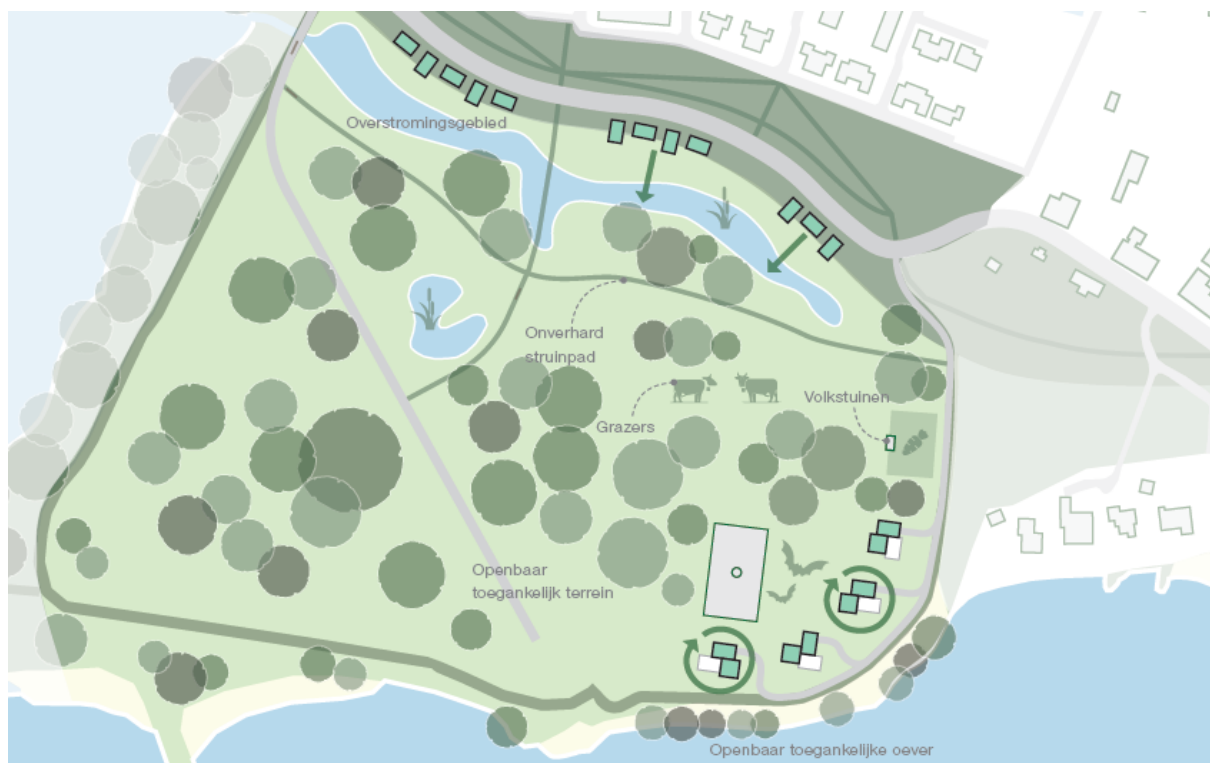 Overstromingsgebied
Onverhard
struinpad
Volkstuinen
Grazers
Openbaar
toegankelijk terrein
Openbaar toegankelijke oever